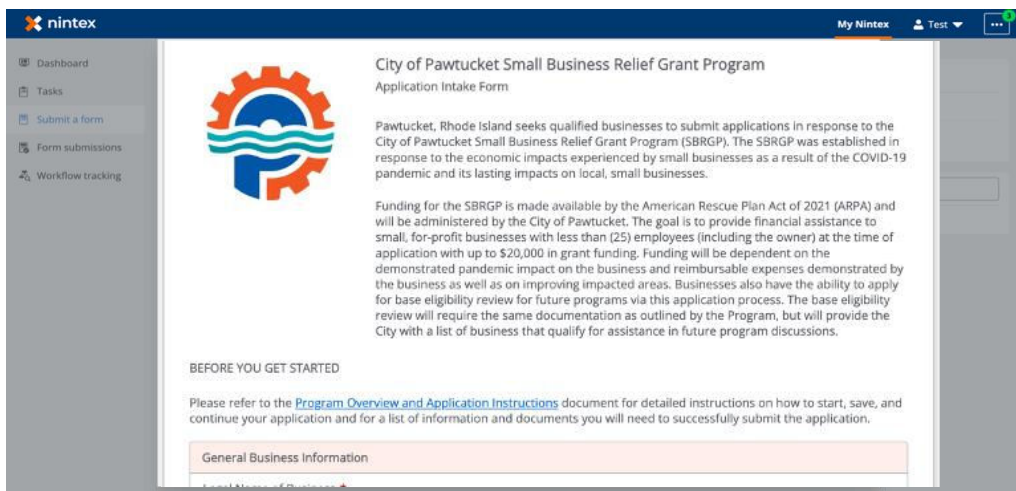 nintex
My Nintex
Test
3
Dashboard
Tasks
Submit a form
Form submissions
Workflow tracking
City of Pawtucket Small Business Relief Grant Program
Application Intake Form
Pawtucket, Rhode Island seeks qualified businesses to submit applications in response to the
City of Pawtucket Small Business Relief Grant Program (SBRGP). The SBRGP was established in
response to the economic impacts experienced by small businesses as a result of the COVID-19
pandemic and its lasting impacts on local, small businesses.
Funding for the SBRGP is made available by the American Rescue Plan Act of 2021 (ARPA) and
will be administered by the City of Pawtucket. The goal is to provide financial assistance to
small, for-profit businesses with less than (25) employees (including the owner) at the time of
application with up to $20,000 in grant funding. Funding will be dependent on the
demonstrated pandemic impact on the business and reimbursable expenses demonstrated by
the business as well as on improving impacted areas. Businesses also have the ability to apply
for base eligibility review for future programs via this application process. The base eligibility
review will require the same documentation as outlined by the Program, but will provide the
City with a list of business that qualify for assistance in future program discussions.
BEFORE YOU GET STARTED
Please refer to the Program Overview and Application Instructions document for detailed instructions on how to start, save, and
continue your application and for a list of information and documents you will need to successfully submit the application.
General Business Information
Legal Name of Business *